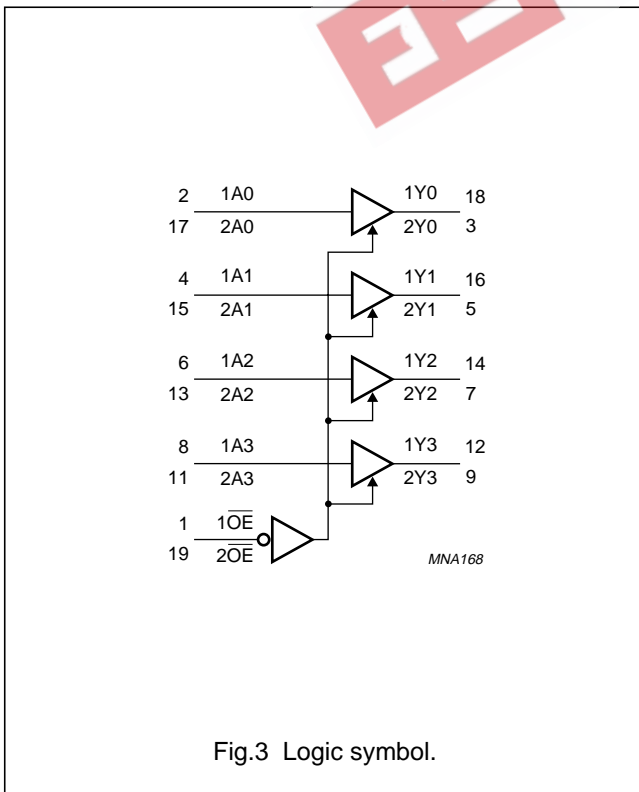 2 1A0 1Y0 18
17 2A0 2Y0 3
4 1A1 1Y1 16
15 2A1 2Y1 5
6 1A2 1Y2 14
13 2A2 2Y2 7
8 1A3 1Y3 12
11 2A3 2Y3 9
1 1O̅E̅
19 2O̅E̅
MNA168
Fig.3 Logic symbol.